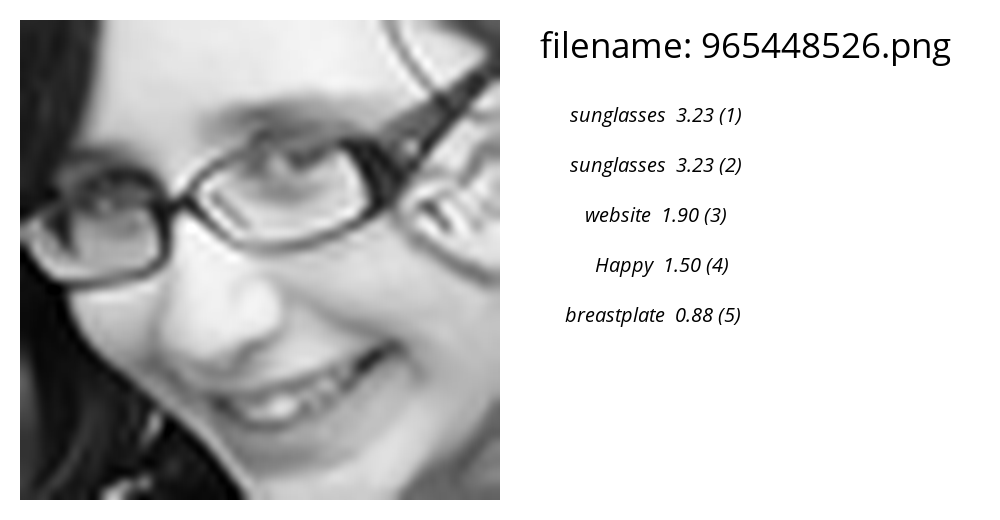 filename: 965448526.png
sunglasses 3.23 (1)
sunglasses 3.23 (2)
website 1.90 (3)
Happy 1.50 (4)
breastplate 0.88 (5)